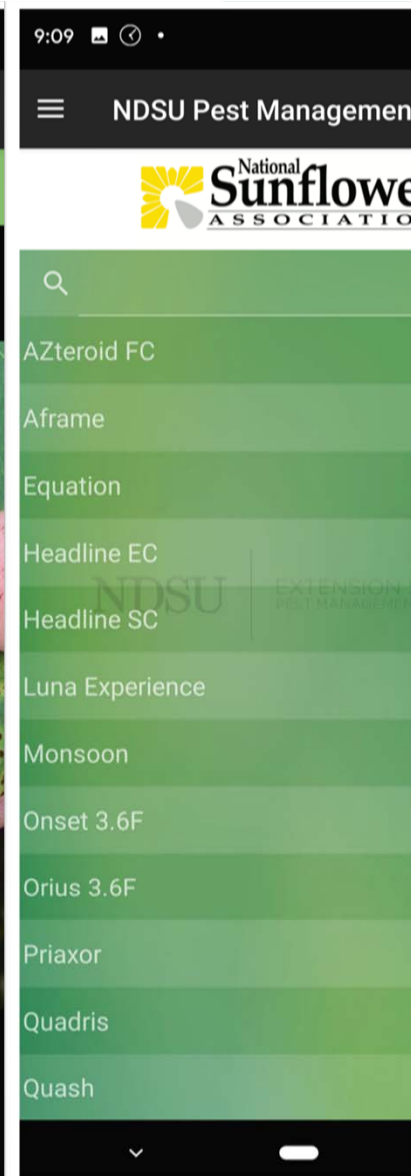 9:09
NDSU Pest Managemen
National
Sunflowe
ASSOCIATIO
AZteroid FC
Aframe
Equation
Headline EC
NDSU EXTENSION
PEST MANAGEMEN
Headline SC
Luna Experience
Monsoon
Onset 3.6F
Orius 3.6F
Priaxor
Quadris
Quash